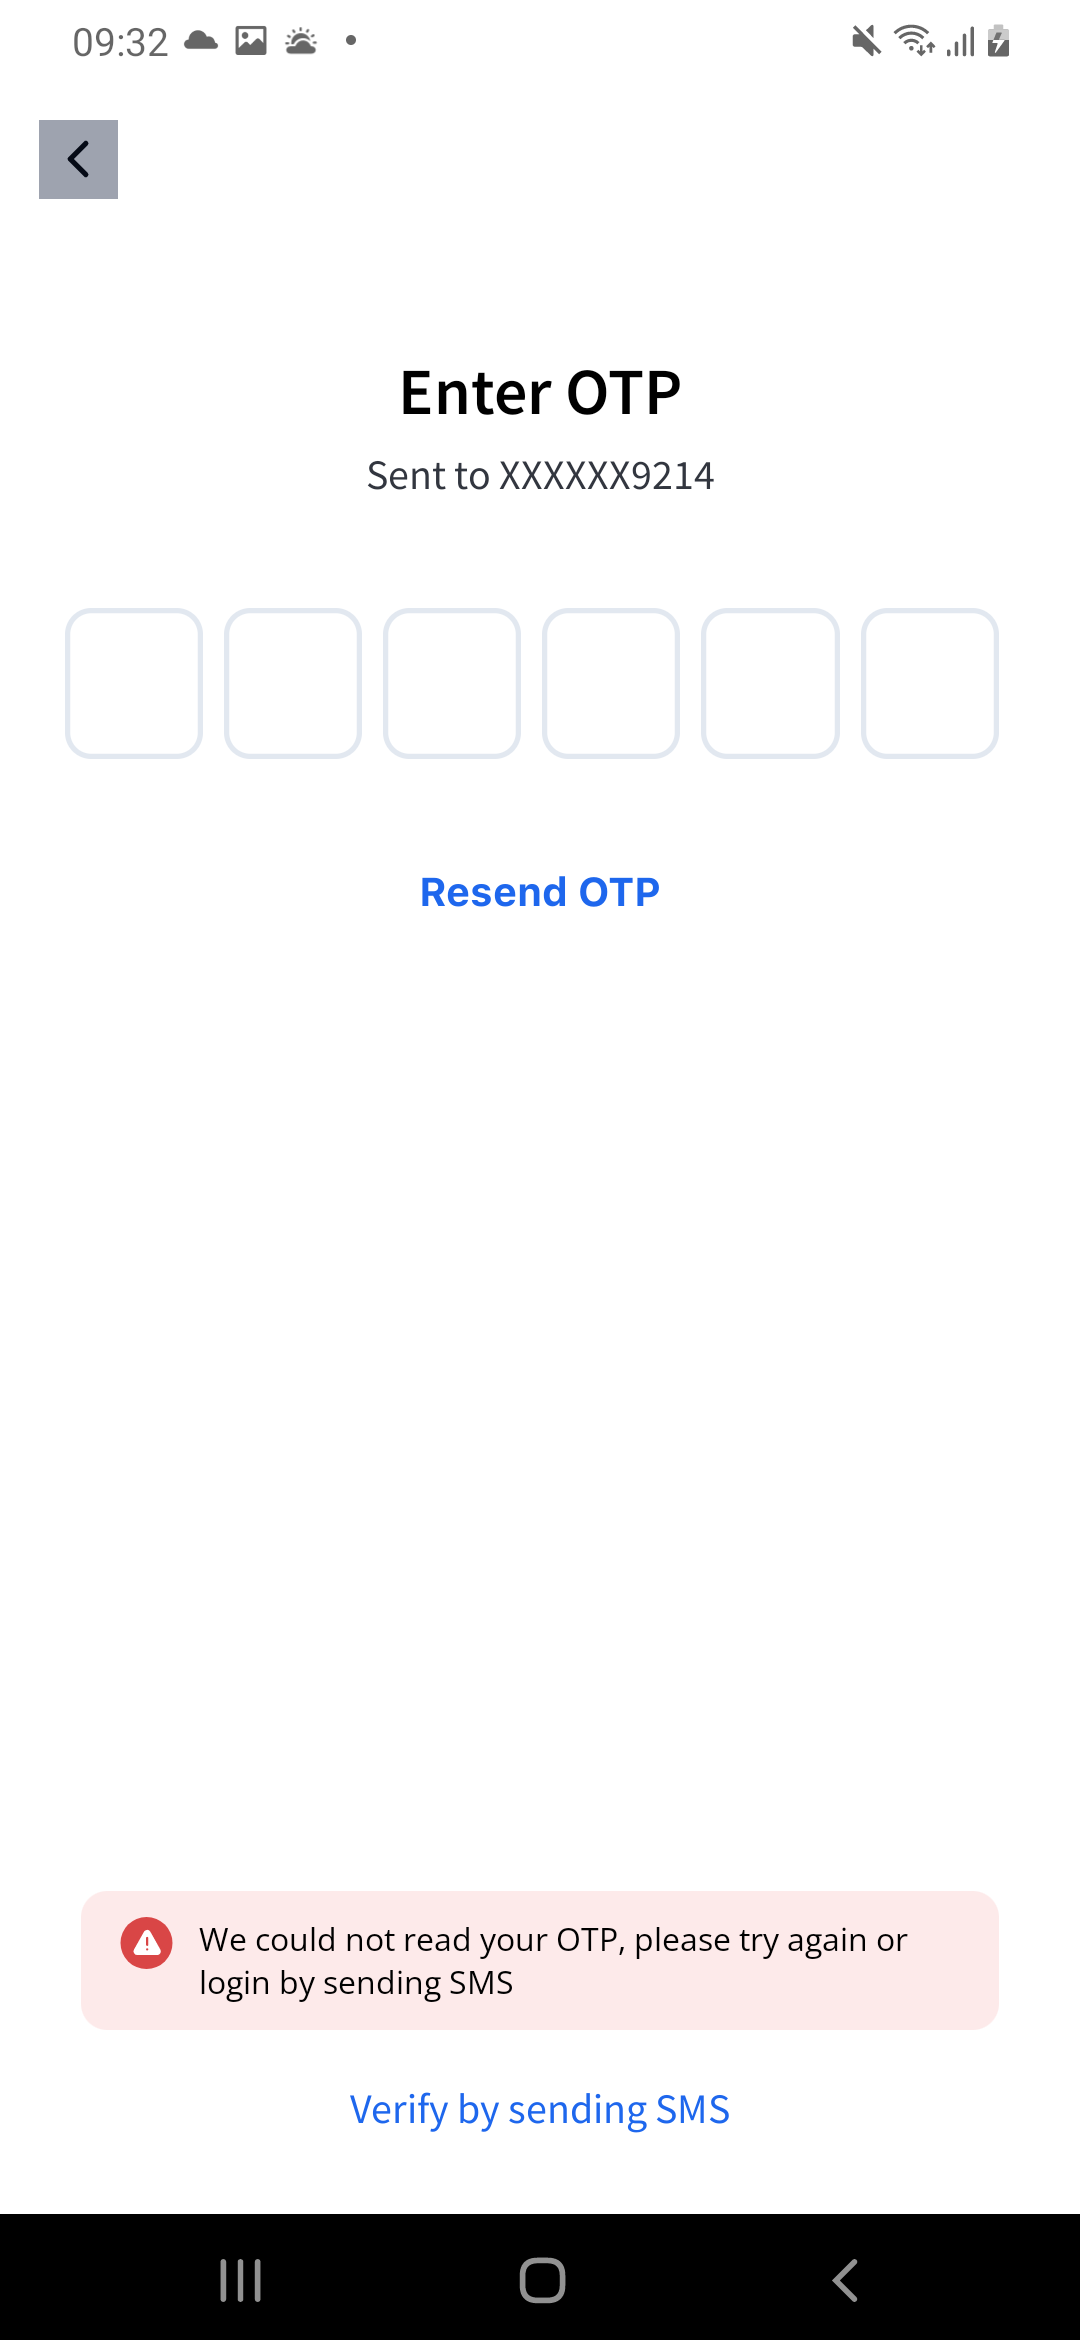 09:32
Enter OTP
Sent to XXXXXX9214
Resend OTP
We could not read your OTP, please try again or
login by sending SMS
Verify by sending SMS